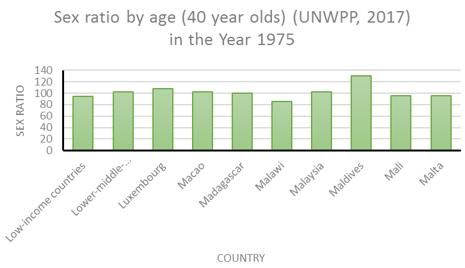 Sex ratio by age (40 year olds) (UNWPP, 2017)
in the Year 1975
140
120
100
80
60
40
20
0
SEX RATIO
Low-income countries
Lower-middle-...
Luxembourg
Macao
Madagascar
Malawi
Malaysia
Maldives
Mali
Malta
COUNTRY